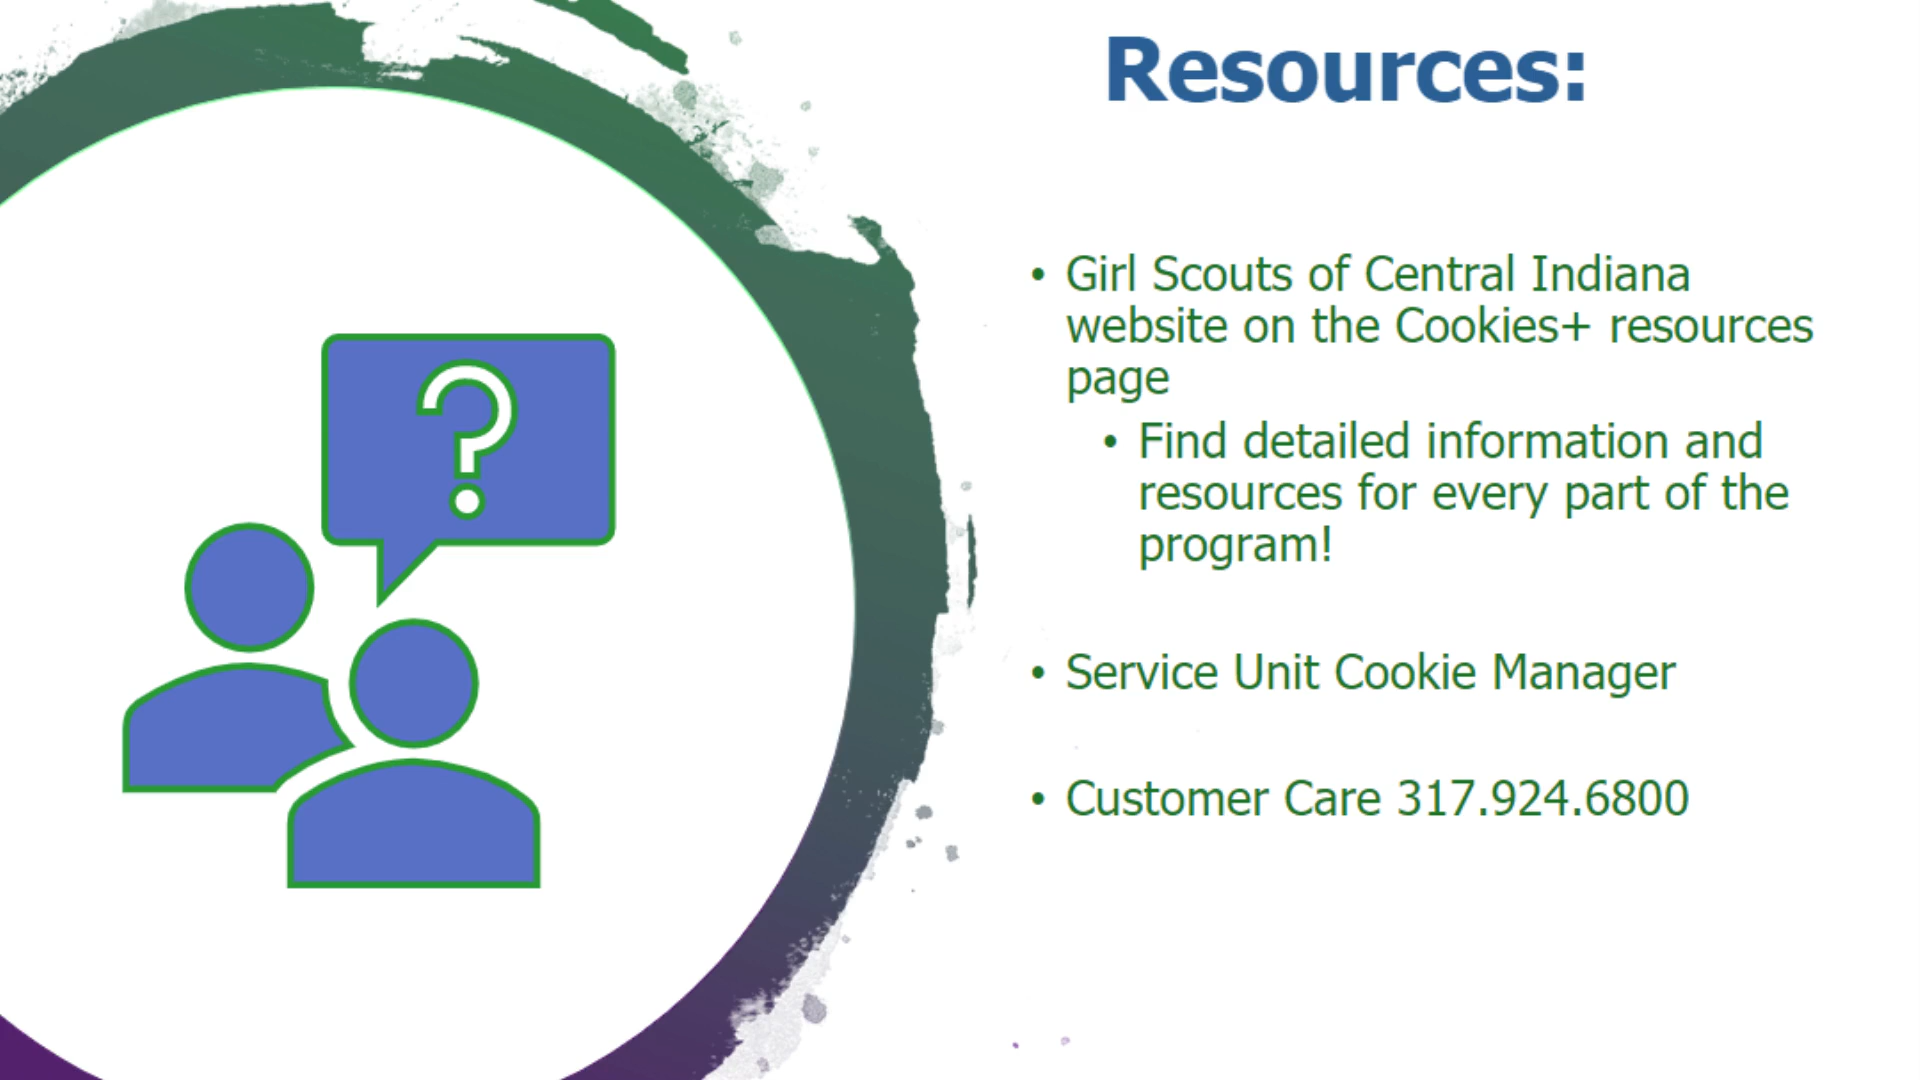 Resources:
• Girl Scouts of Central Indiana
website on the Cookies+ resources
page
• Find detailed information and
resources for every part of the
program!
• Service Unit Cookie Manager
• Customer Care 317.924.6800
?